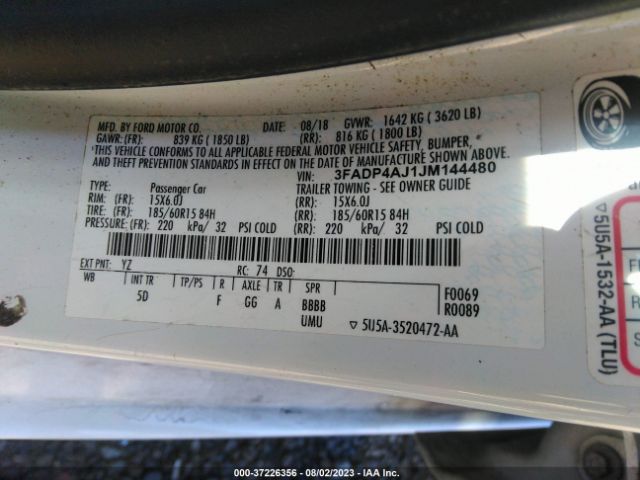 MFD. BY FORD MOTOR CO. DATE: 08/18 GVWR: 1642 KG ( 3620 LB)
GAWR:(FR): 839 KG ( 1850 LB) (RR): 816 KG ( 1800 LB)
*THIS VEHICLE CONFORMS TO ALL APPLICABLE FEDERAL MOTOR VEHICLE SAFETY, BUMPER, *
AND THEFT PREVENTION STANDARDS IN EFFECT ON THE DATE OF MANUFACTURE SHOWN ABOVE.
VIN: 3FADP4AJ1JM144480
TYPE: Passenger Car TRAILER TOWING - SEE OWNER GUIDE
RIM: (FR): 15X6.0J (RR): 15X6.0J
TIRE: (FR): 185/60R15 84H (RR): 185/60R15 84H
PRESSURE: (FR): 220 kPa/ 32 PSI COLD (RR): 220 kPa/ 32 PSI COLD
EXT PNT: YZ RC: 74 DSO:
WB INT TR TP/PS R AXLE TR SPR
5D F GG A BBBB F0069
UMU R0089
5U5A-3520472-AA
5U5A-1532-AA (TLU)
000-37226356 - 08/02/2023 - IAA Inc.